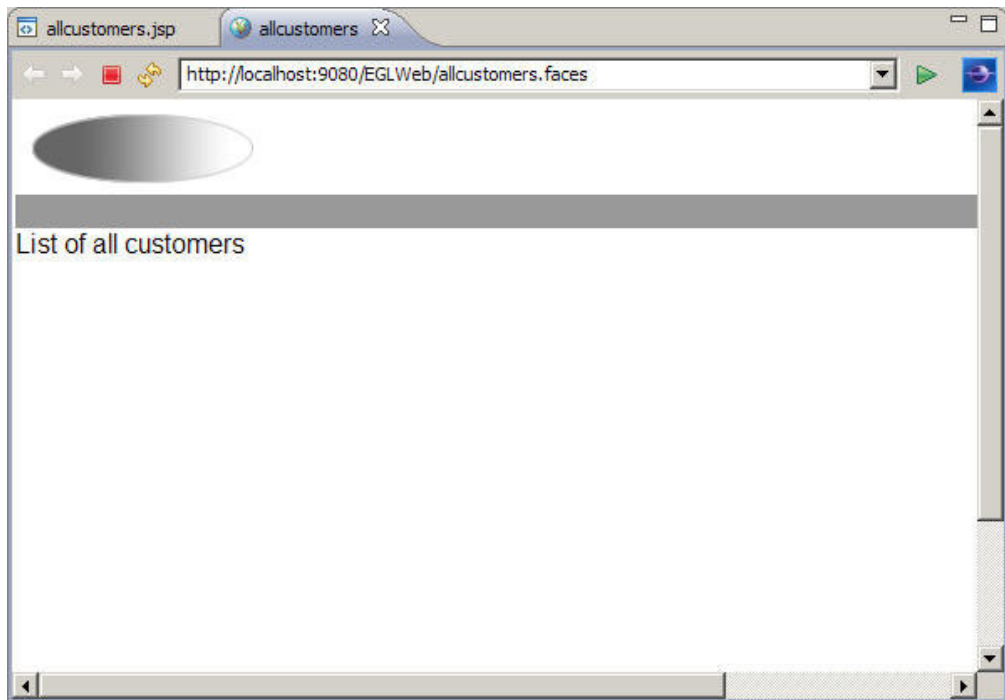 allcustomers.jsp
allcustomers
http://localhost:9080/EGLWeb/allcustomers.faces
List of all customers